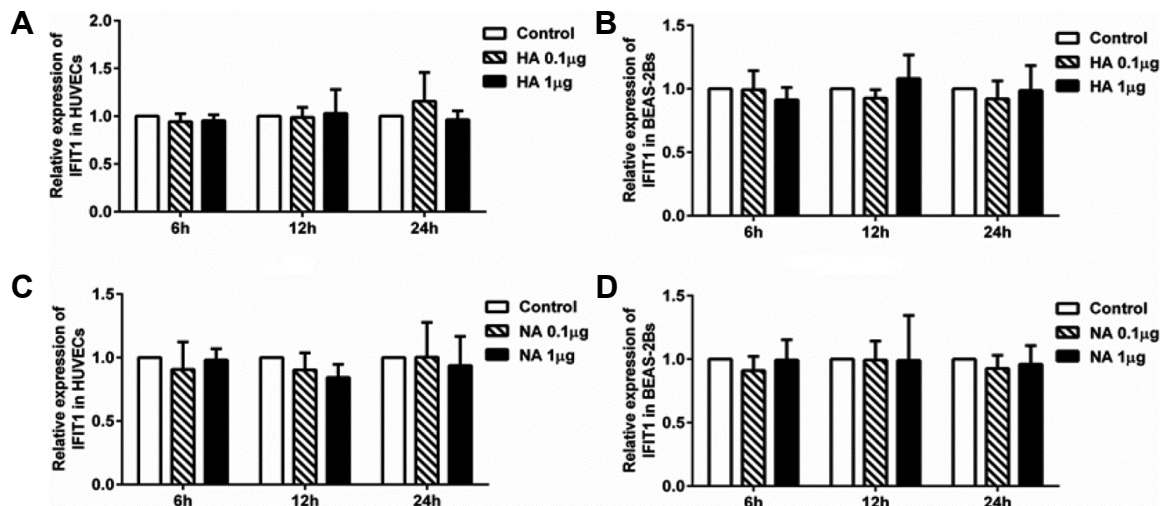 A
Relative expression of
IFIT1 in HUVECs
2.0
1.5
1.0
0.5
0.0
6h
12h
24h
Control
HA 0.1μg
HA 1μg
B
Relative expression of
IFIT1 in BEAS-2Bs
1.5
1.0
0.5
0.0
6h
12h
24h
Control
HA 0.1μg
HA 1μg
C
Relative expression of
IFIT1 in HUVECs
1.5
1.0
0.5
0.0
6h
12h
24h
Control
NA 0.1μg
NA 1μg
D
Relative expression of
IFIT1 in BEAS-2Bs
1.5
1.0
0.5
0.0
6h
12h
24h
Control
NA 0.1μg
NA 1μg